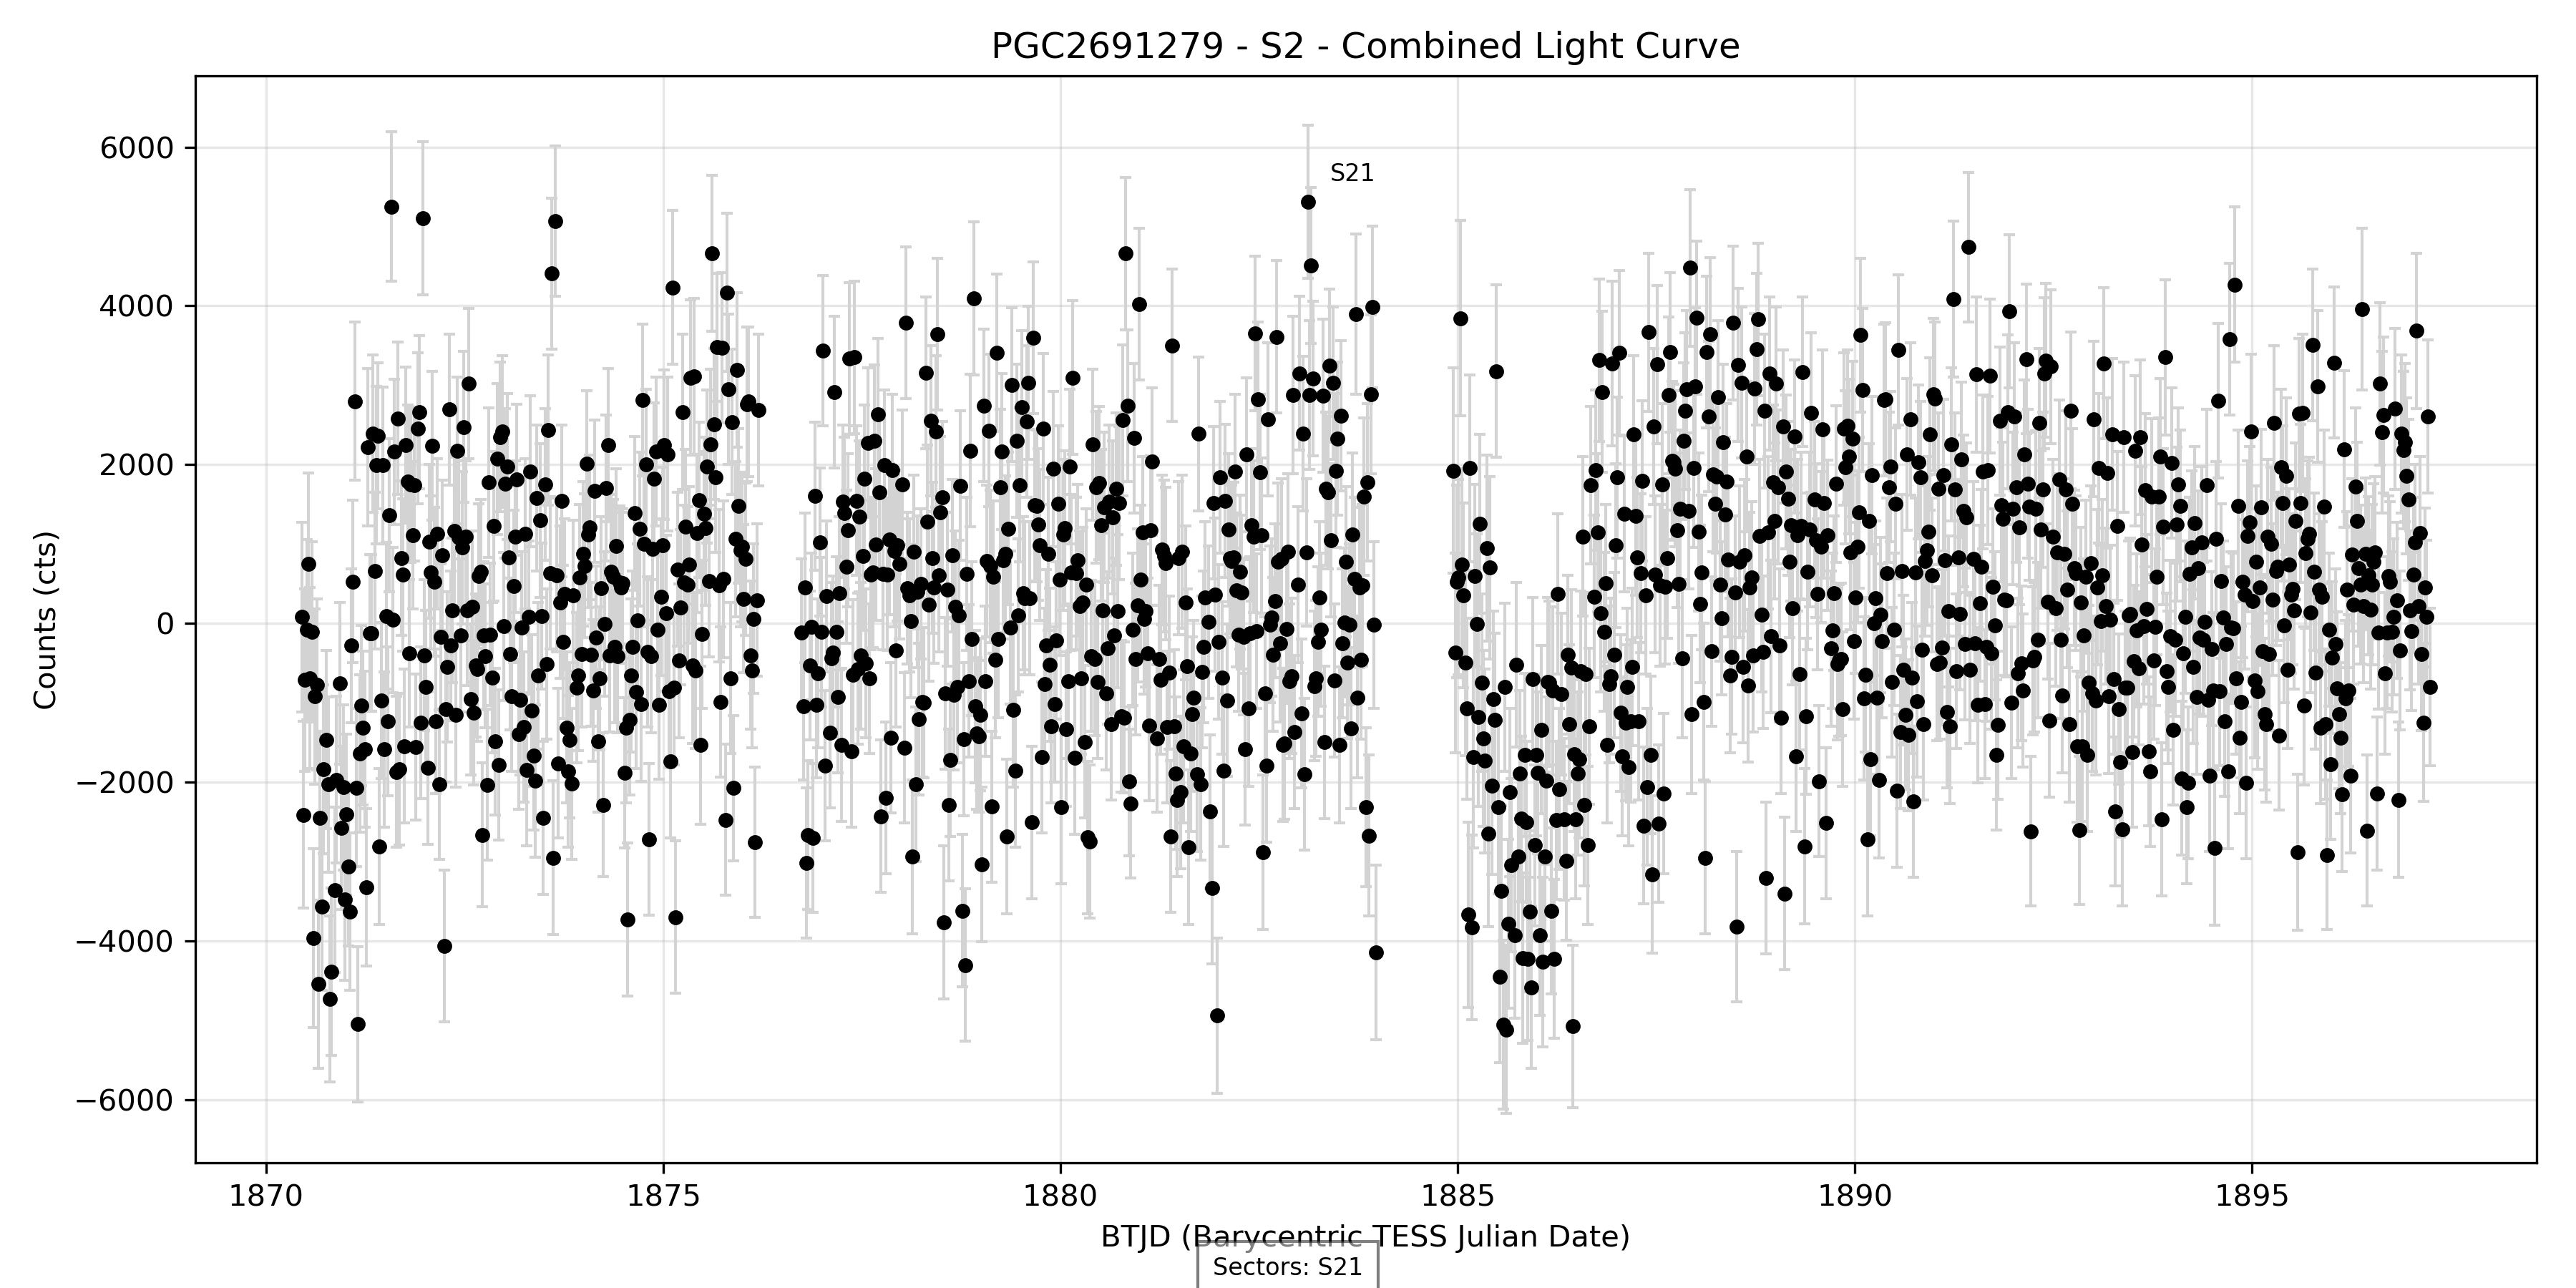 PGC2691279 - S2 - Combined Light Curve
6000
S21
4000
2000
0
−2000
−4000
−6000
Counts (cts)
1870 1875 1880 1885 1890 1895
BTJD (Barycentric TESS Julian Date)
Sectors: S21